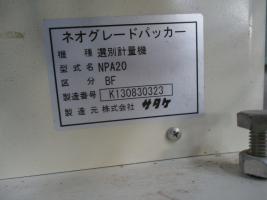 ネオグレードパッカー
機種 選別計量機
型式名 NPA20
区分 BF
製造番号 K130830323
製造元 株式会社 サタケ